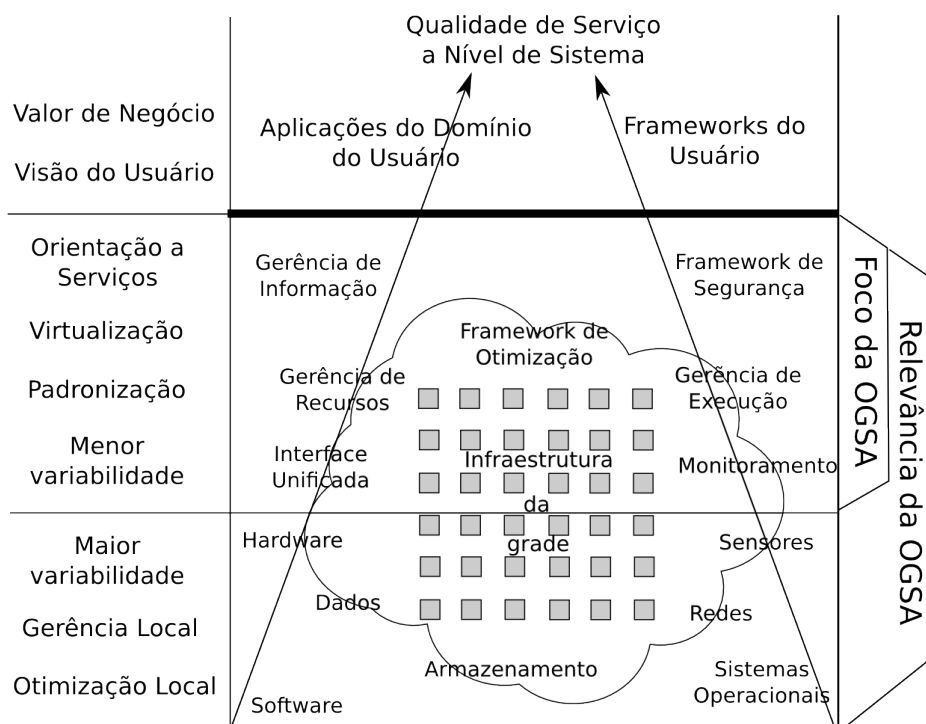 Qualidade de Serviço
a Nível de Sistema
Valor de Negócio
Visão do Usuário
Aplicações do Domínio
do Usuário
Frameworks do
Usuário
Orientação a
Serviços
Virtualização
Padronização
Menor
variabilidade
Gerência de
Informação
Framework de
Segurança
Framework de
Otimização
Gerência de
Recursos
Gerência de
Execução
Interface
Unificada
Infraestrutura
da
grade
Monitoramento
Foco da OGSA
Relevância da OGSA
Maior
variabilidade
Gerência Local
Otimização Local
Hardware
Sensores
Dados
Redes
Armazenamento
Software
Sistemas
Operacionais